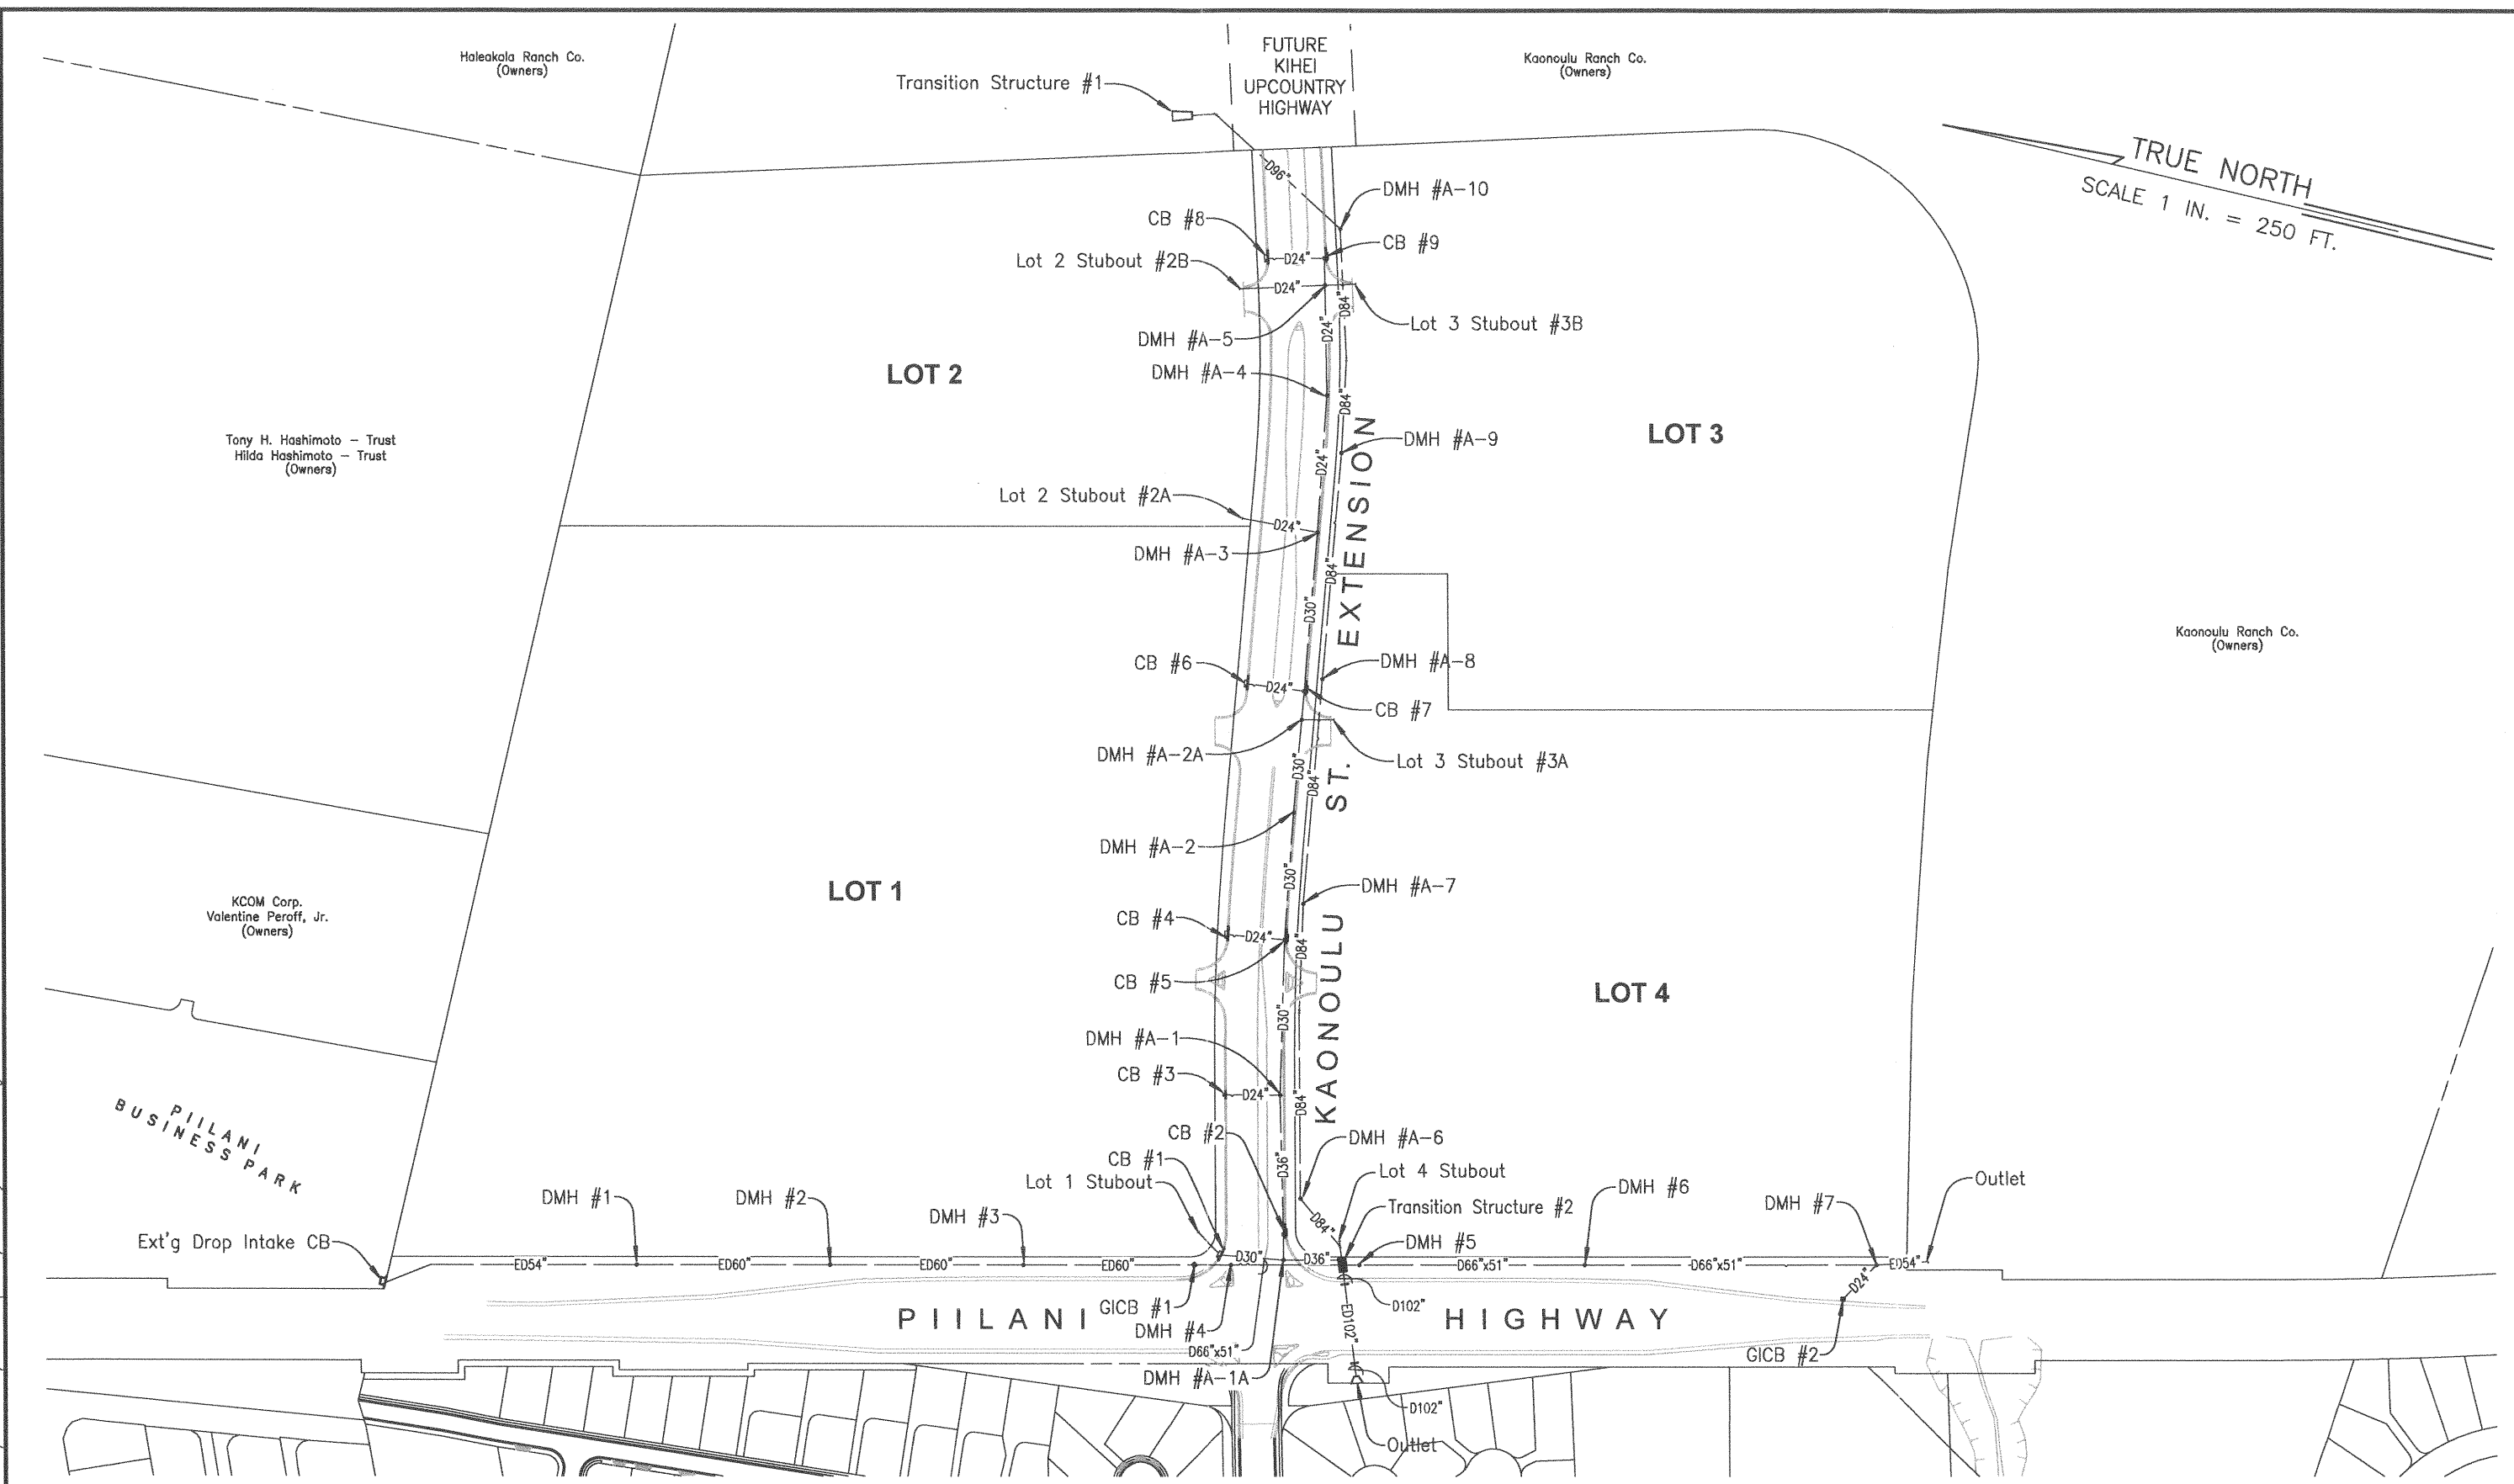 Haleakala Ranch Co.
(Owners)
FUTURE
KIHEI
UPCOUNTRY
HIGHWAY
Kaonoulu Ranch Co.
(Owners)
Transition Structure #1
TRUE NORTH
SCALE 1 IN. = 250 FT.
D96"
DMH #A-10
CB #8
CB #9
Lot 2 Stubout #2B
D24"
D24"
D84"
DMH #A-5
D24"
Lot 3 Stubout #3B
LOT 2
DMH #A-4
D84"
LOT 3
Tony H. Hashimoto - Trust
Hilda Hashimoto - Trust
(Owners)
DMH #A-9
D24"
Lot 2 Stubout #2A
D24"
DMH #A-3
D84"
D30"
KAONOULU ST. EXTENSION
Kaonoulu Ranch Co.
(Owners)
CB #6
D24"
DMH #A-8
CB #7
DMH #A-2A
Lot 3 Stubout #3A
D30"
D84"
DMH #A-2
D30"
DMH #A-7
LOT 1
KCOM Corp.
Valentine Peroff, Jr.
(Owners)
CB #4
D24"
D84"
CB #5
LOT 4
D30"
DMH #A-1
CB #3
D24"
D84"
PIILANI
BUSINESS PARK
CB #2
DMH #A-6
D36"
CB #1
Lot 1 Stubout
Lot 4 Stubout
DMH #1
DMH #2
DMH #3
Transition Structure #2
DMH #6
DMH #7
Outlet
D84"
Ext'g Drop Intake CB
DMH #5
ED54"
ED60"
ED60"
ED60"
D30"
D36"
D66"x51"
D66"x51"
ED54"
D24"
GICB #1
D102"
PIILANI HIGHWAY
DMH #4
ED102"
D66"x51"
GICB #2
DMH #A-1A
D102"
Outlet